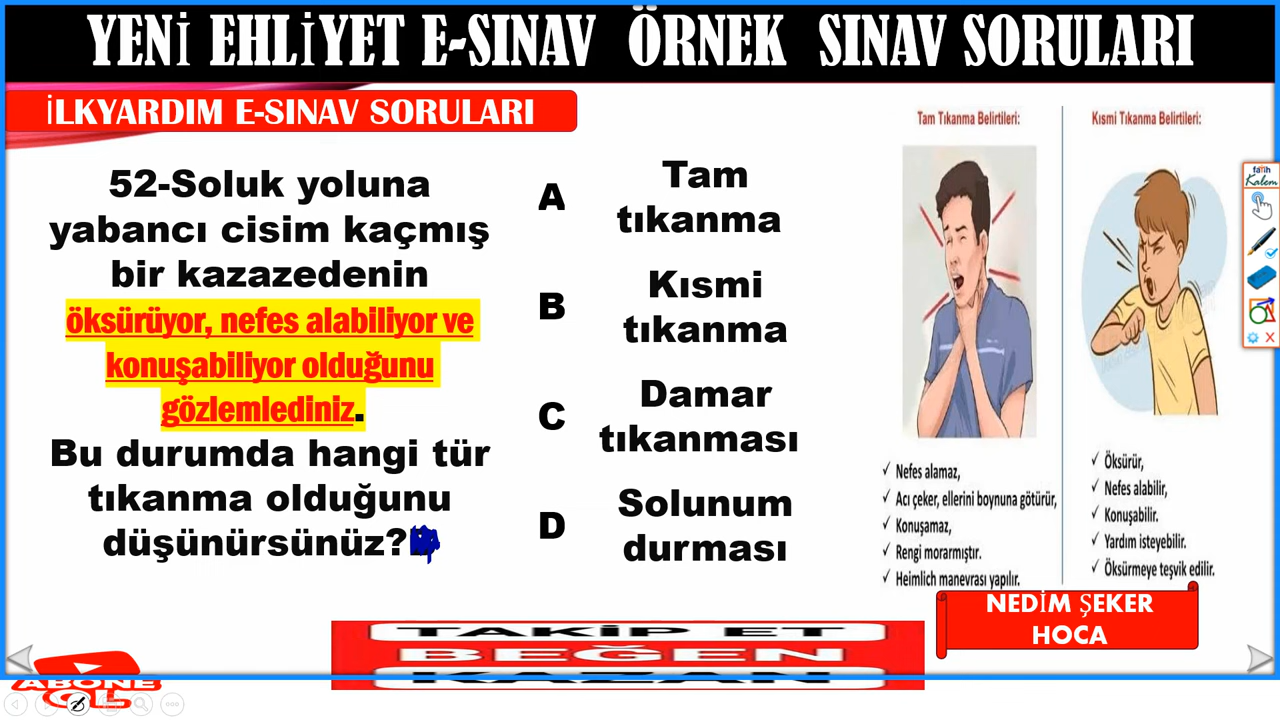 YENİ EHLİYET E-SINAV ÖRNEK SINAV SORULARI
İLKYARDIM E-SINAV SORULARI
52-Soluk yoluna
yabancı cisim kaçmış
bir kazazedenin
öksürüyor, nefes alabiliyor ve
konuşabiliyor olduğunu
gözlemlediniz.
Bu durumda hangi tür
tıkanma olduğunu
düşünürsünüz?
A
Tam
tıkanma
B
Kısmi
tıkanma
C
Damar
tıkanması
D
Solunum
durması
Tam Tıkanma Belirtileri:
✓ Nefes alamaz,
✓ Acı çeker, ellerini boynuna götürür,
✓ Konuşamaz,
✓ Rengi morarmıştır.
✓ Heimlich manevrası yapılır.
Kısmi Tıkanma Belirtileri:
✓ Öksürür,
✓ Nefes alabilir,
✓ Konuşabilir.
✓ Yardım isteyebilir.
✓ Öksürmeye teşvik edilir.
fatih
Kalem
NEDİM ŞEKER
HOCA
TAKİP ET
BEĞEN
KAZAN
ABONE
OL